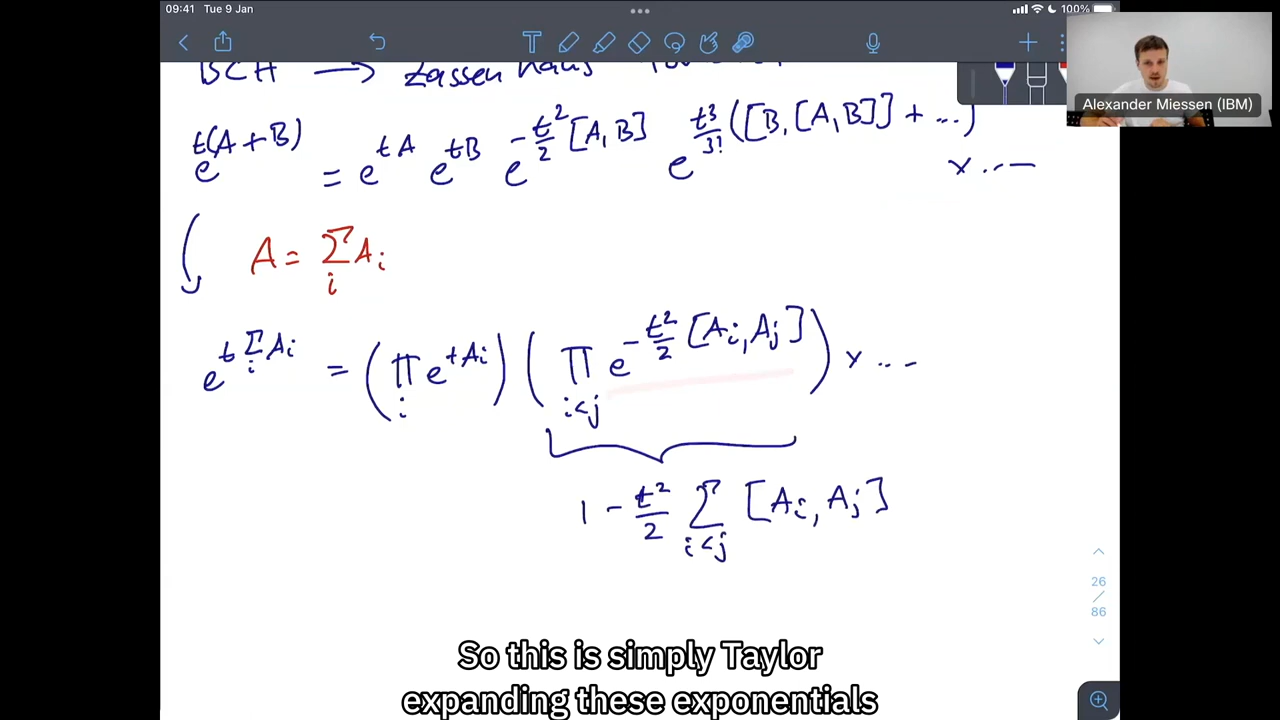 09:41 Tue 9 Jan
100%
T
Alexander Miessen (IBM)
BCH → Zassenhaus
e^{t(A+B)} = e^{tA} e^{tB} e^{-t²/2 [A,B]} e^{t³/3! ([B,[A,B]] + ...)} × ...
A = Σ_i A_i
e^{t Σ_i A_i} = (∏_i e^{tA_i}) (∏_{i<j} e^{-t²/2 [A_i, A_j]}) × ...
1 - t²/2 Σ_{i<j} [A_i, A_j]
26
/
86
So this is simply Taylor
expanding these exponentials